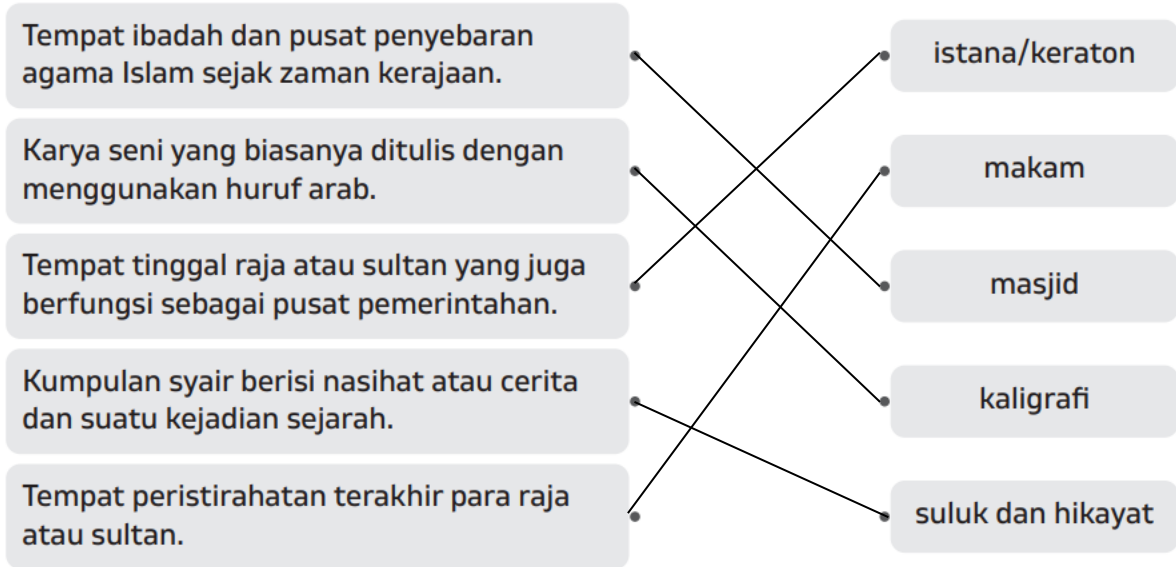 Tempat ibadah dan pusat penyebaran
agama Islam sejak zaman kerajaan.
Karya seni yang biasanya ditulis dengan
menggunakan huruf arab.
Tempat tinggal raja atau sultan yang juga
berfungsi sebagai pusat pemerintahan.
Kumpulan syair berisi nasihat atau cerita
dan suatu kejadian sejarah.
Tempat peristirahatan terakhir para raja
atau sultan.
istana/keraton
makam
masjid
kaligrafi
suluk dan hikayat